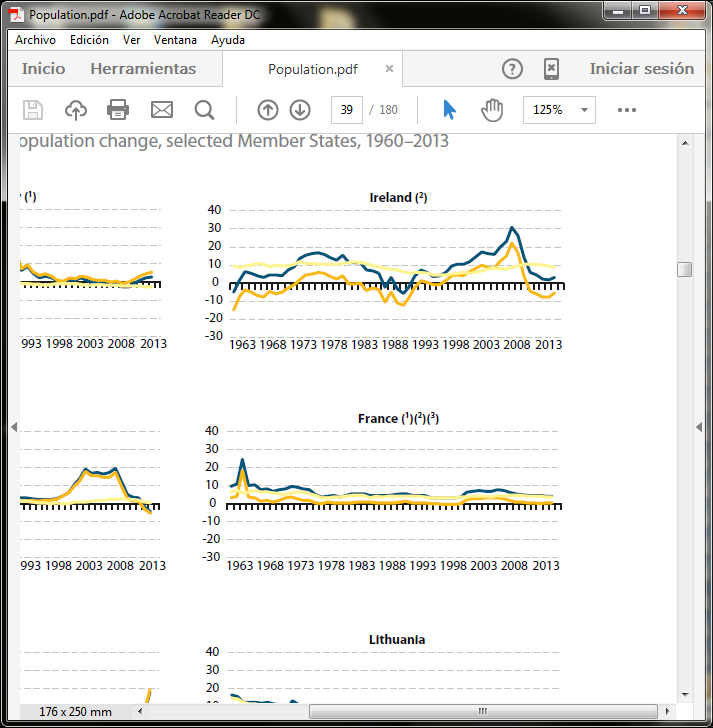 Population.pdf - Adobe Acrobat Reader DC
Archivo Edición Ver Ventana Ayuda
Inicio Herramientas Population.pdf × ? Iniciar sesión
39 / 180 125%
opulation change, selected Member States, 1960–2013
(¹)
993 1998 2003 2008 2013
Ireland (²)
40
30
20
10
0
-10
-20
-30
1963 1968 1973 1978 1983 1988 1993 1998 2003 2008 2013
993 1998 2003 2008 2013
France (¹)(²)(³)
40
30
20
10
0
-10
-20
-30
1963 1968 1973 1978 1983 1988 1993 1998 2003 2008 2013
Lithuania
40
30
20
10
176 x 250 mm